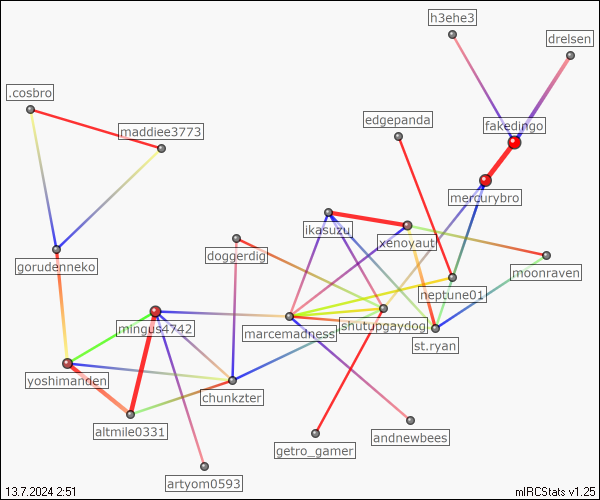 h3ehe3
drelsen
.cosbro
edgepanda
fakedingo
maddiee3773
mercurybro
ikasuzu
xenoyaut
doggerdig
gorudenneko
moonraven
neptune01
mingus4742
marcemadness
shutupgaydog
st.ryan
yoshimanden
chunkzter
altmile0331
andnewbees
getro_gamer
artyom0593
13.7.2024 2:51
mIRCStats v1.25